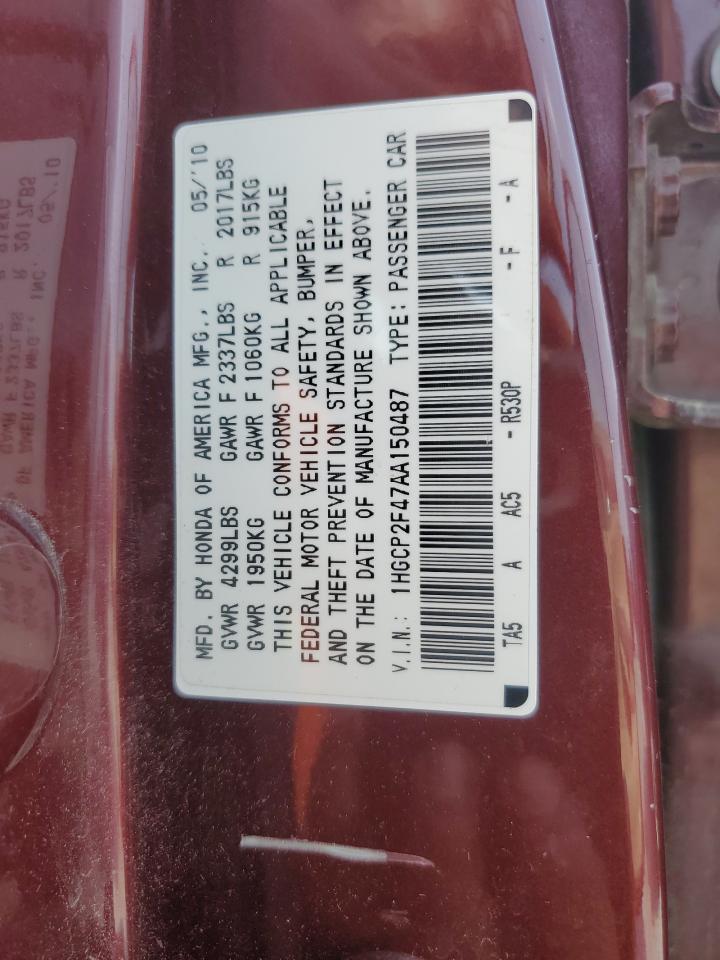 MFD. BY HONDA OF AMERICA MFG., INC. 05/'10
GVWR 4299LBS GAWR F 2337LBS R 2017LBS
GVWR 1950KG GAWR F 1060KG R 915KG
THIS VEHICLE CONFORMS TO ALL APPLICABLE
FEDERAL MOTOR VEHICLE SAFETY, BUMPER,
AND THEFT PREVENTION STANDARDS IN EFFECT
ON THE DATE OF MANUFACTURE SHOWN ABOVE.
V.I.N.: 1HGCP2F47AA150487 TYPE: PASSENGER CAR
TA5 A AC5 - R530P - F - A